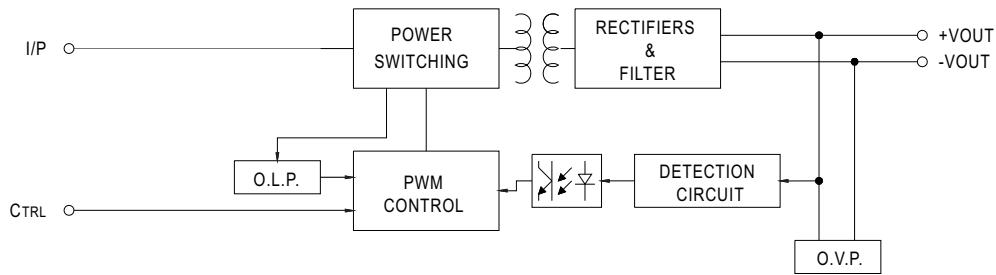 I/P
POWER
SWITCHING
RECTIFIERS
&
FILTER
+VOUT
-VOUT
O.L.P.
PWM
CONTROL
DETECTION
CIRCUIT
CTRL
O.V.P.